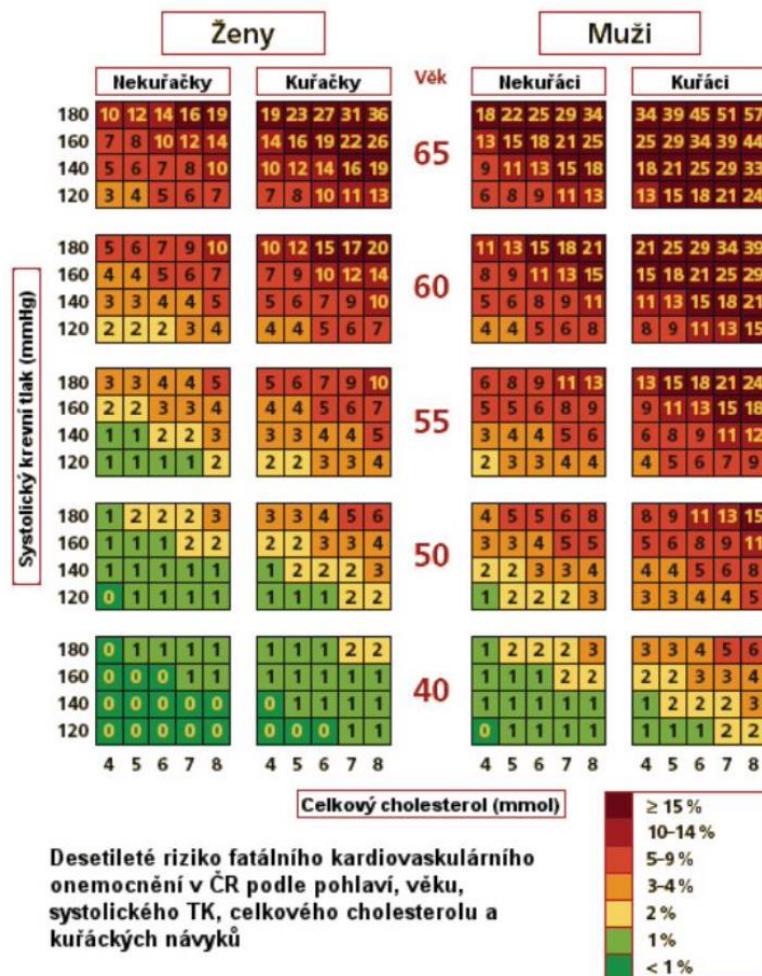 Ženy Muži
Nekuřačky Kuřačky Věk Nekuřáci Kuřáci
180 10 12 14 16 19 19 23 27 31 36 18 22 25 29 34 34 39 45 51 57
160 7 8 10 12 14 14 16 19 22 26 13 15 18 21 25 25 29 34 39 44
65
140 5 6 7 8 10 10 12 14 16 19 9 11 13 15 18 18 21 25 29 33
120 3 4 5 6 7 7 8 10 11 13 6 8 9 11 13 13 15 18 21 24
180 5 6 7 9 10 10 12 15 17 20 11 13 15 18 21 21 25 29 34 39
160 4 4 5 6 7 7 9 10 12 14 8 9 11 13 15 15 18 21 25 29
60
140 3 3 4 4 5 5 6 7 9 10 5 6 8 9 11 11 13 15 18 21
120 2 2 2 3 4 4 4 5 6 7 4 4 5 6 8 8 9 11 13 15
Systolický krevní tlak (mmHg)
180 3 3 4 4 5 5 6 7 9 10 6 8 9 11 13 13 15 18 21 24
160 2 2 3 3 4 4 4 5 6 7 5 5 6 8 9 9 11 13 15 18
55
140 1 1 2 2 3 3 3 4 4 5 3 4 4 5 6 6 8 9 11 12
120 1 1 1 1 2 2 2 3 3 4 2 3 3 4 4 4 5 6 7 9
180 1 2 2 2 3 3 3 4 5 6 4 5 5 6 8 8 9 11 13 15
160 1 1 1 2 2 2 2 3 3 4 3 3 4 5 5 5 6 8 9 11
50
140 1 1 1 1 1 1 2 2 2 3 2 2 3 3 4 4 4 5 6 8
120 0 1 1 1 1 1 1 1 2 2 1 2 2 2 3 3 3 4 4 5
180 0 1 1 1 1 1 1 1 2 2 1 2 2 2 3 3 3 4 5 6
160 0 0 0 1 1 1 1 1 1 1 1 1 1 2 2 2 2 3 3 4
40
140 0 0 0 0 0 0 1 1 1 1 1 1 1 1 1 1 2 2 2 3
120 0 0 0 0 0 0 0 0 1 1 0 1 1 1 1 1 1 1 2 2
4 5 6 7 8 4 5 6 7 8 4 5 6 7 8 4 5 6 7 8
Celkový cholesterol (mmol)
Desetileté riziko fatálního kardiovaskulárního
onemocnění v ČR podle pohlaví, věku,
systolického TK, celkového cholesterolu a
kuřáckých návyků
≥ 15 %
10–14 %
5–9 %
3–4 %
2 %
1 %
< 1 %